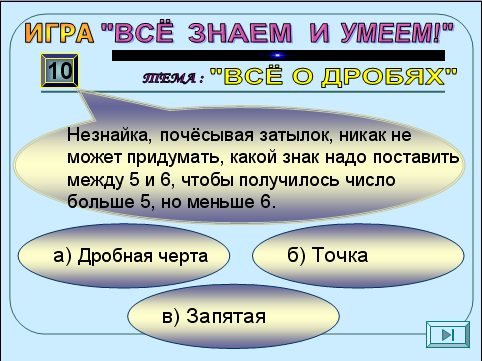 ИГРА "ВСЁ ЗНАЕМ И УМЕЕМ!"
10
ТЕМА: "ВСЁ О ДРОБЯХ"
Незнайка, почёсывая затылок, никак не
может придумать, какой знак надо поставить
между 5 и 6, чтобы получилось число
больше 5, но меньше 6.
а) Дробная черта
б) Точка
в) Запятая